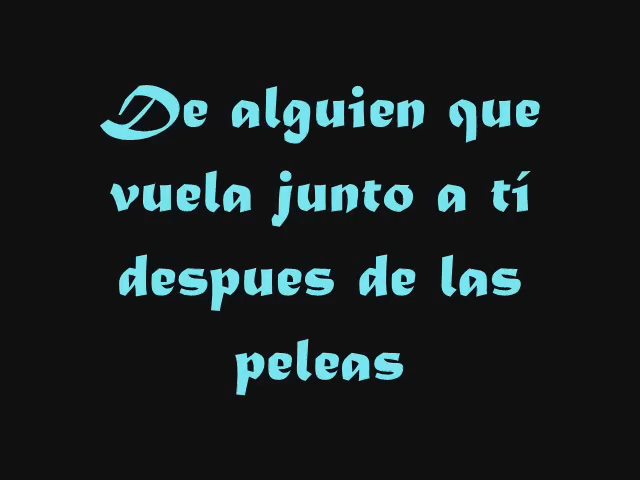 De alguien que
vuela junto a tí
despues de las
peleas